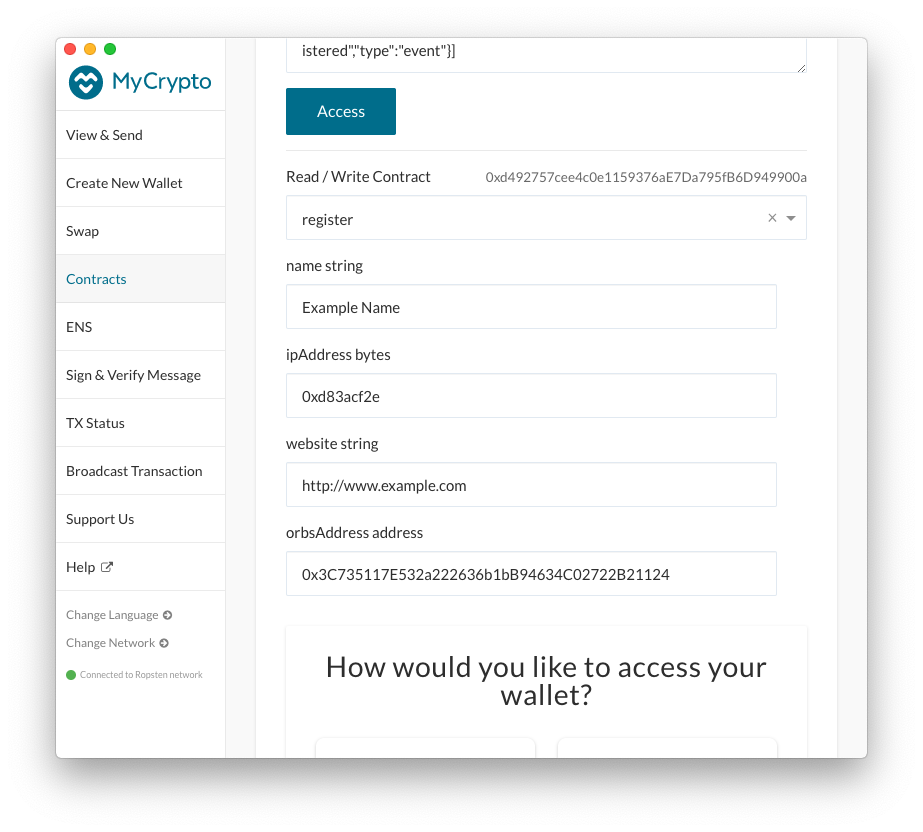 MyCrypto
View & Send
Create New Wallet
Swap
Contracts
ENS
Sign & Verify Message
TX Status
Broadcast Transaction
Support Us
Help
Change Language
Change Network
Connected to Ropsten network
istered","type":"event"}]
Access
Read / Write Contract
0xd492757cee4c0e1159376aE7Da795fB6D949900a
register
name string
Example Name
ipAddress bytes
0xd83acf2e
website string
http://www.example.com
orbsAddress address
0x3C735117E532a222636b1bB94634C02722B21124
How would you like to access your
wallet?